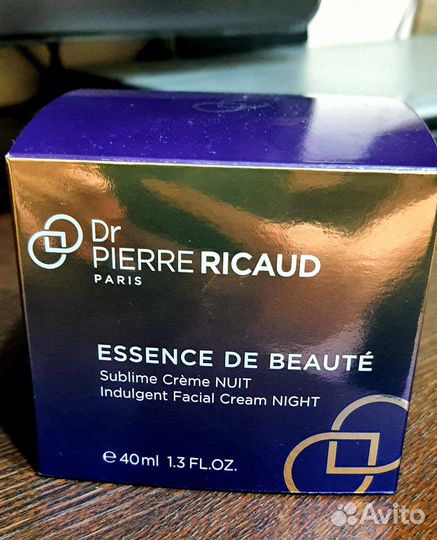 Dr
PIERRE RICAUD
PARIS
ESSENCE DE BEAUTÉ
Sublime Crème NUIT
Indulgent Facial Cream NIGHT
℮ 40ml 1.3 FL.OZ.
Avito